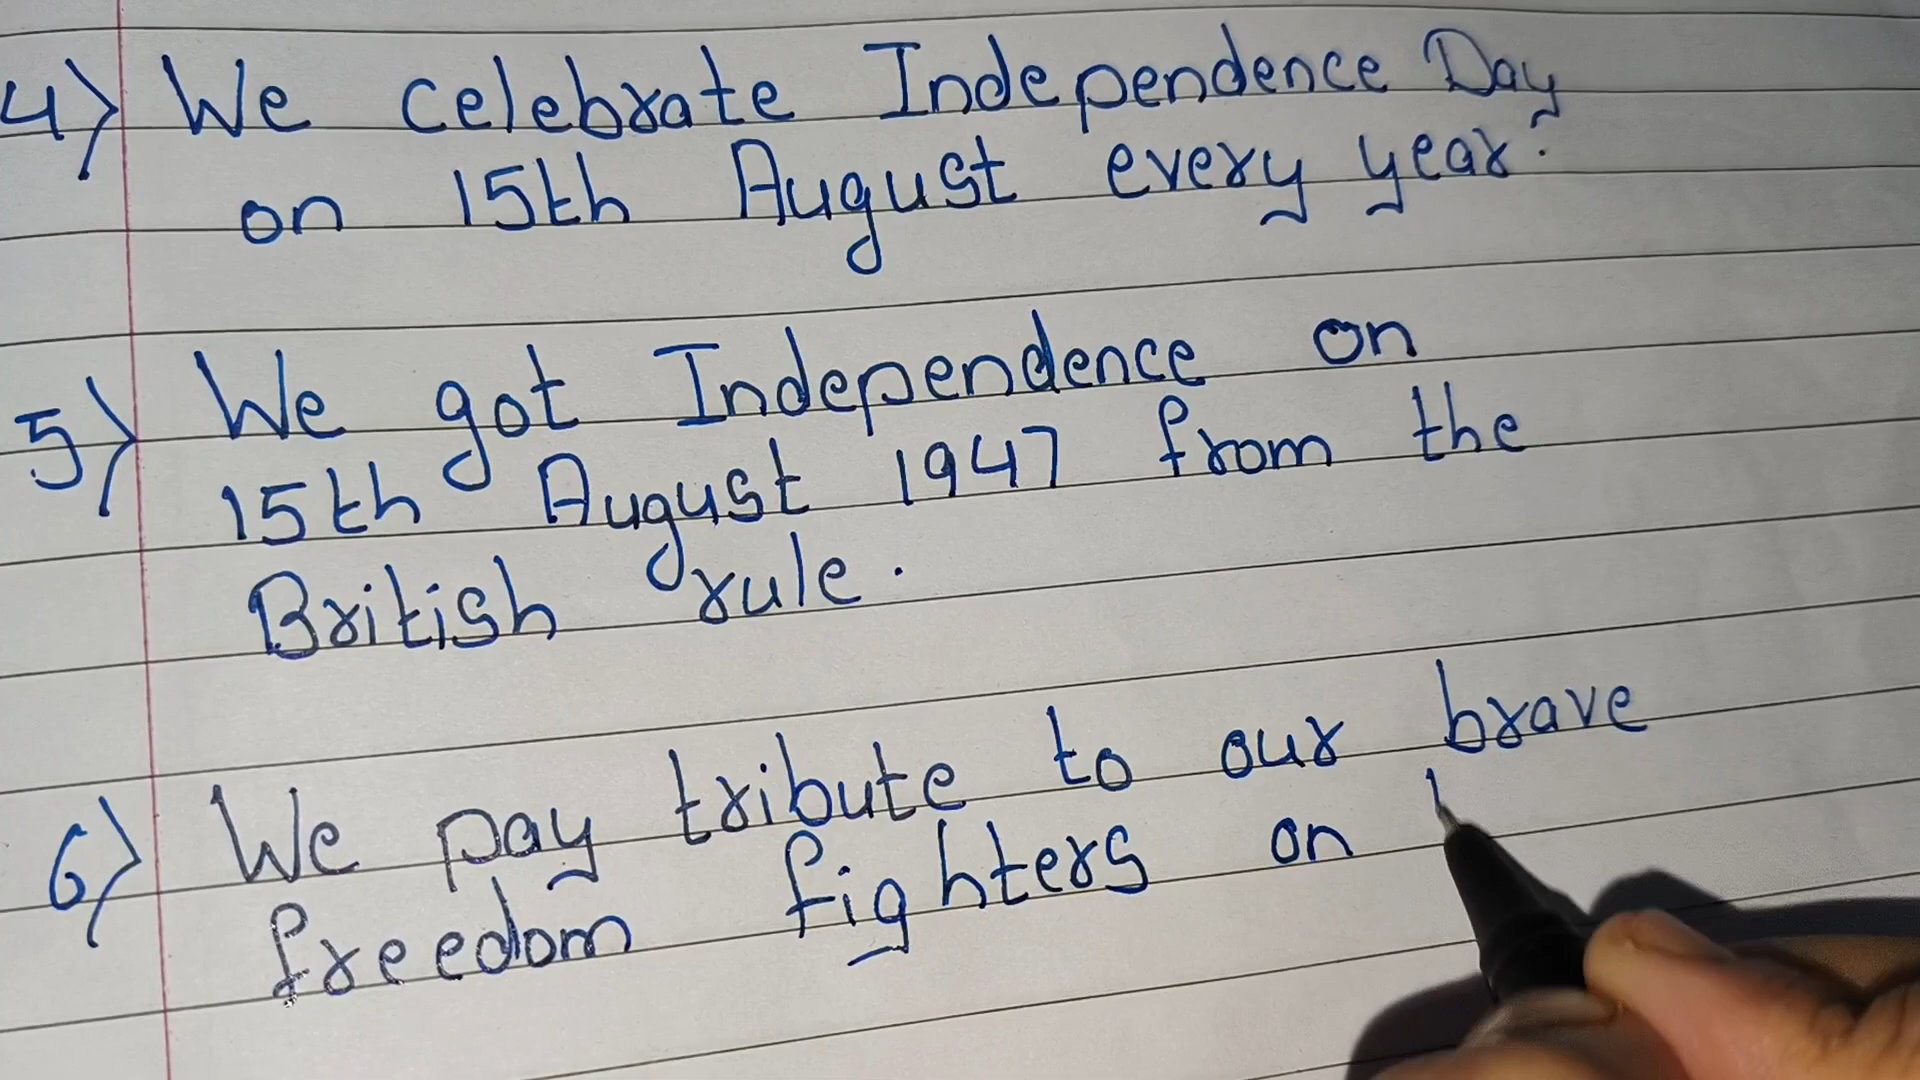 4) We celebrate Independence Day
on 15th August every year.
5) We got Independence on
15th August 1947 from the
British rule.
6) We pay tribute to our brave
freedom fighters on